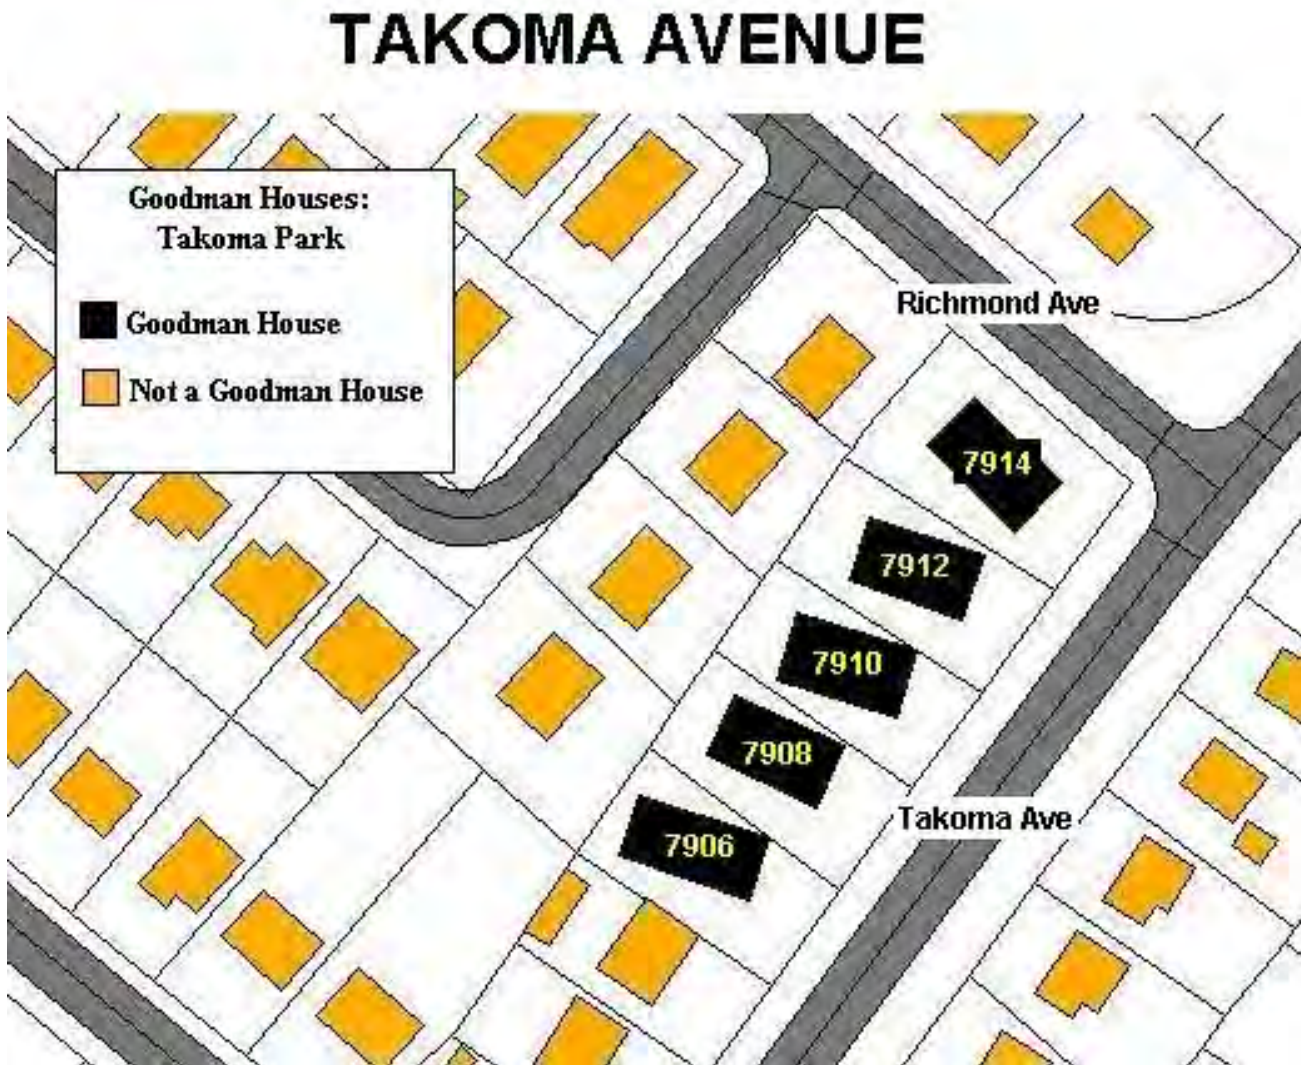 TAKOMA AVENUE
Goodman Houses:
Takoma Park
Goodman House
Not a Goodman House
Richmond Ave
7914
7912
7910
7908
Takoma Ave
7906